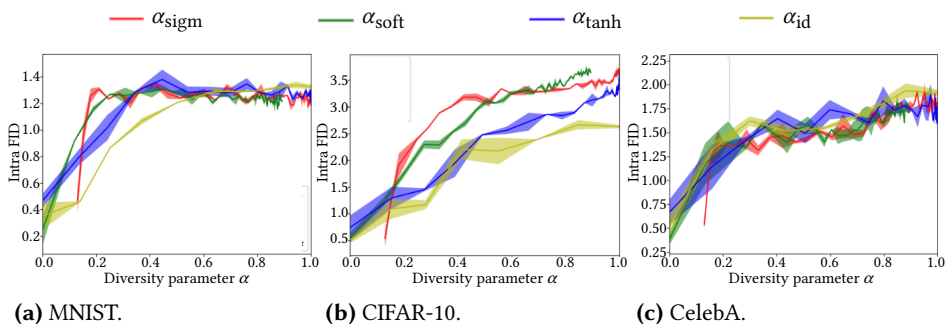 α_sigm α_soft α_tanh α_id
Intra FID
1.4
1.2
1.0
0.8
0.6
0.4
0.2
0.0 0.2 0.4 0.6 0.8 1.0
Diversity parameter α
(a) MNIST.
Intra FID
3.5
3.0
2.5
2.0
1.5
1.0
0.5
0.0 0.2 0.4 0.6 0.8 1.0
Diversity parameter α
(b) CIFAR-10.
Intra FID
2.25
2.00
1.75
1.50
1.25
1.00
0.75
0.50
0.25
0.0 0.2 0.4 0.6 0.8 1.0
Diversity parameter α
(c) CelebA.